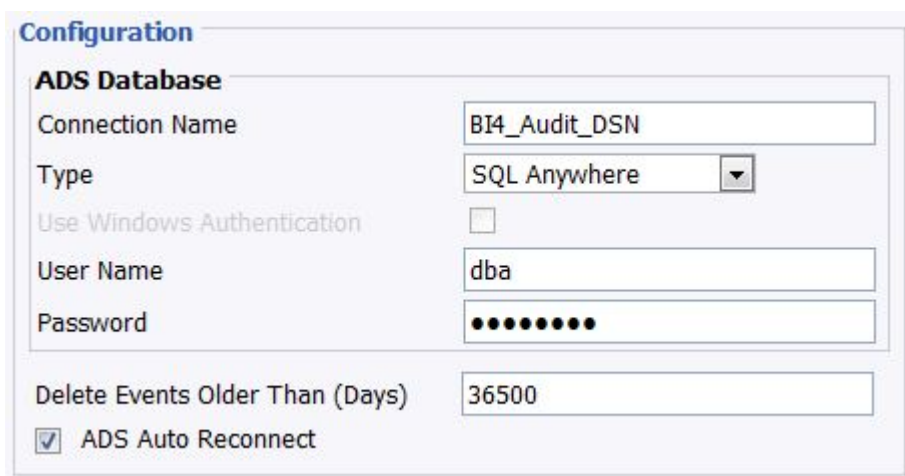 Configuration
ADS Database
Connection Name BI4_Audit_DSN
Type SQL Anywhere
Use Windows Authentication
User Name dba
Password ●●●●●●●●
Delete Events Older Than (Days) 36500
ADS Auto Reconnect